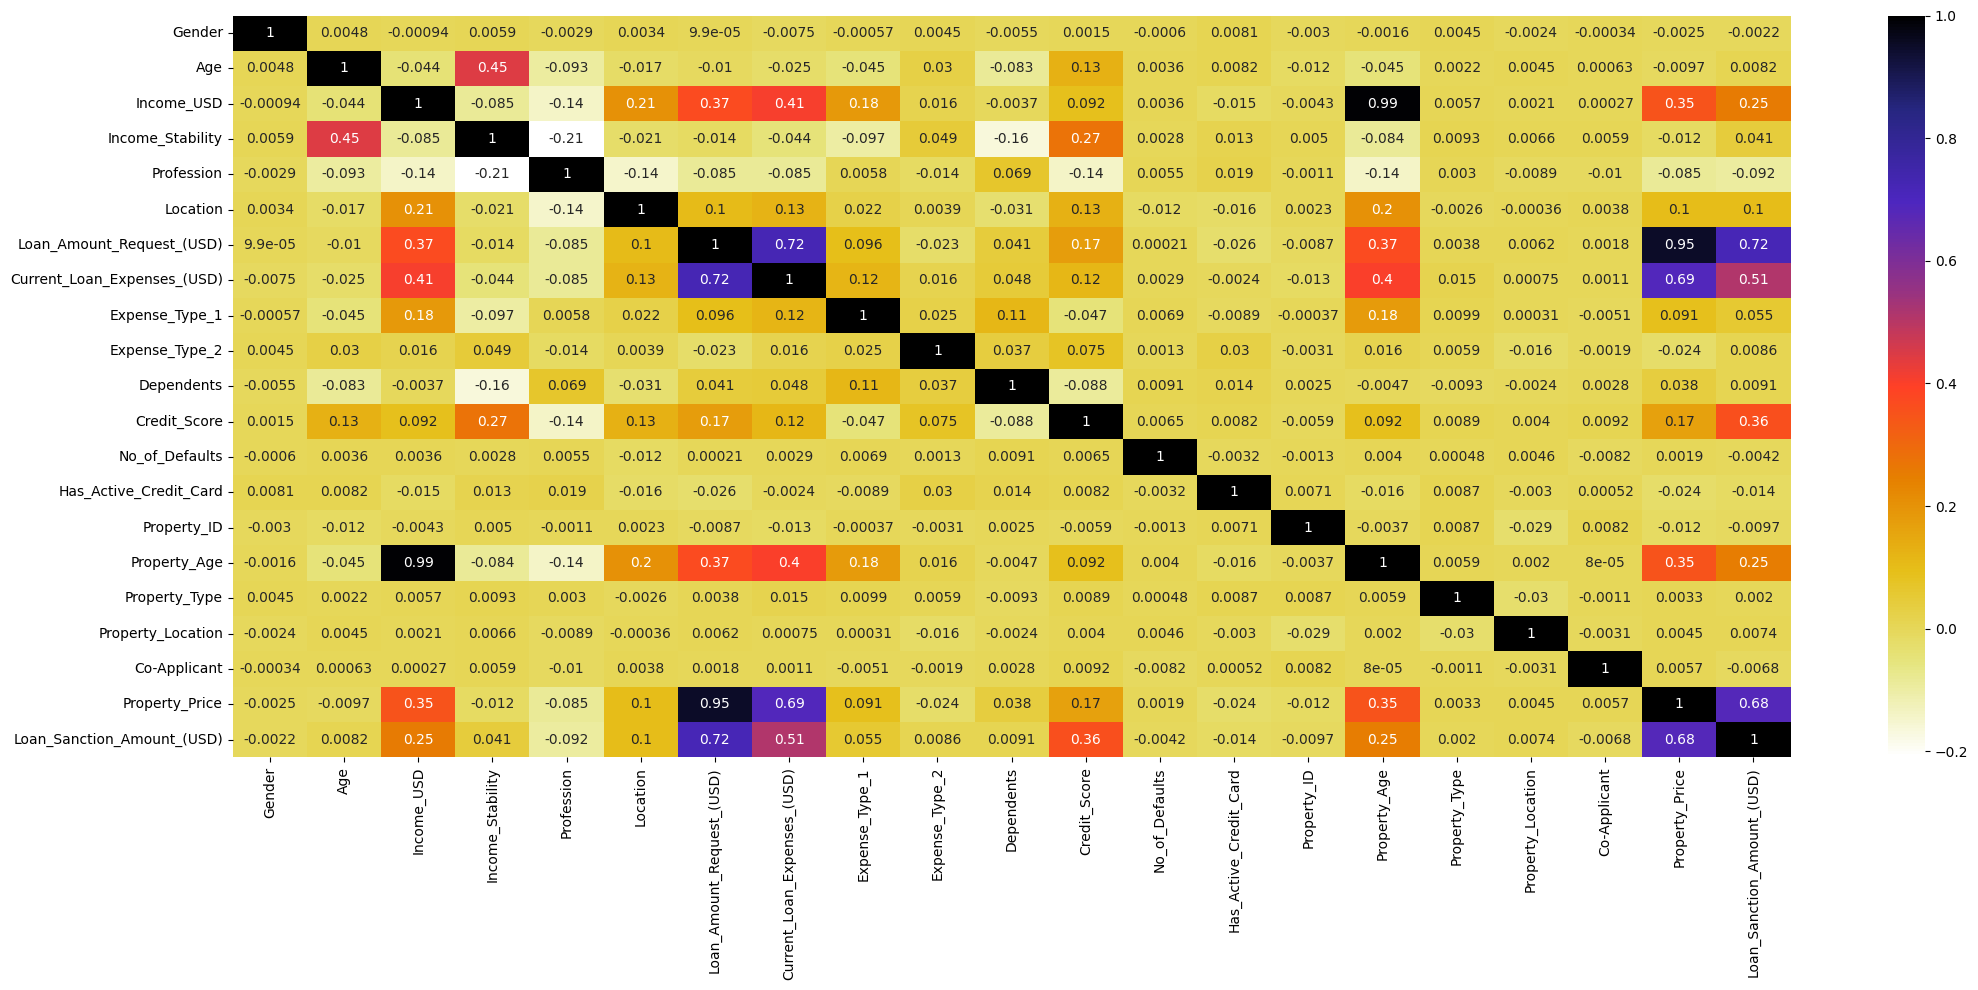 Gender 1 0.0048 -0.00094 0.0059 -0.0029 0.0034 9.9e-05 -0.0075 -0.00057 0.0045 -0.0055 0.0015 -0.0006 0.0081 -0.003 -0.0016 0.0045 -0.0024 -0.00034 -0.0025 -0.0022
Age 0.0048 1 -0.044 0.45 -0.093 -0.017 -0.01 -0.025 -0.045 0.03 -0.083 0.13 0.0036 0.0082 -0.012 -0.045 0.0022 0.0045 0.00063 -0.0097 0.0082
Income_USD -0.00094 -0.044 1 -0.085 -0.14 0.21 0.37 0.41 0.18 0.016 -0.0037 0.092 0.0036 -0.015 -0.0043 0.99 0.0057 0.0021 0.00027 0.35 0.25
Income_Stability 0.0059 0.45 -0.085 1 -0.21 -0.021 -0.014 -0.044 -0.097 0.049 -0.16 0.27 0.0028 0.013 0.005 -0.084 0.0093 0.0066 0.0059 -0.012 0.041
Profession -0.0029 -0.093 -0.14 -0.21 1 -0.14 -0.085 -0.085 0.0058 -0.014 0.069 -0.14 0.0055 0.019 -0.0011 -0.14 0.003 -0.0089 -0.01 -0.085 -0.092
Location 0.0034 -0.017 0.21 -0.021 -0.14 1 0.1 0.13 0.022 0.0039 -0.031 0.13 -0.012 -0.016 0.0023 0.2 -0.0026 -0.00036 0.0038 0.1 0.1
Loan_Amount_Request_(USD) 9.9e-05 -0.01 0.37 -0.014 -0.085 0.1 1 0.72 0.096 -0.023 0.041 0.17 0.00021 -0.026 -0.0087 0.37 0.0038 0.0062 0.0018 0.95 0.72
Current_Loan_Expenses_(USD) -0.0075 -0.025 0.41 -0.044 -0.085 0.13 0.72 1 0.12 0.016 0.048 0.12 0.0029 -0.0024 -0.013 0.4 0.015 0.00075 0.0011 0.69 0.51
Expense_Type_1 -0.00057 -0.045 0.18 -0.097 0.0058 0.022 0.096 0.12 1 0.025 0.11 -0.047 0.0069 -0.0089 -0.00037 0.18 0.0099 0.00031 -0.0051 0.091 0.055
Expense_Type_2 0.0045 0.03 0.016 0.049 -0.014 0.0039 -0.023 0.016 0.025 1 0.037 0.075 0.0013 0.03 -0.0031 0.016 0.0059 -0.016 -0.0019 -0.024 0.0086
Dependents -0.0055 -0.083 -0.0037 -0.16 0.069 -0.031 0.041 0.048 0.11 0.037 1 -0.088 0.0091 0.014 0.0025 -0.0047 -0.0093 -0.0024 0.0028 0.038 0.0091
Credit_Score 0.0015 0.13 0.092 0.27 -0.14 0.13 0.17 0.12 -0.047 0.075 -0.088 1 0.0065 0.0082 -0.0059 0.092 0.0089 0.004 0.0092 0.17 0.36
No_of_Defaults -0.0006 0.0036 0.0036 0.0028 0.0055 -0.012 0.00021 0.0029 0.0069 0.0013 0.0091 0.0065 1 -0.0032 -0.0013 0.004 0.00048 0.0046 -0.0082 0.0019 -0.0042
Has_Active_Credit_Card 0.0081 0.0082 -0.015 0.013 0.019 -0.016 -0.026 -0.0024 -0.0089 0.03 0.014 0.0082 -0.0032 1 0.0071 -0.016 0.0087 -0.003 0.00052 -0.024 -0.014
Property_ID -0.003 -0.012 -0.0043 0.005 -0.0011 0.0023 -0.0087 -0.013 -0.00037 -0.0031 0.0025 -0.0059 -0.0013 0.0071 1 -0.0037 0.0087 -0.029 0.0082 -0.012 -0.0097
Property_Age -0.0016 -0.045 0.99 -0.084 -0.14 0.2 0.37 0.4 0.18 0.016 -0.0047 0.092 0.004 -0.016 -0.0037 1 0.0059 0.002 8e-05 0.35 0.25
Property_Type 0.0045 0.0022 0.0057 0.0093 0.003 -0.0026 0.0038 0.015 0.0099 0.0059 -0.0093 0.0089 0.00048 0.0087 0.0087 0.0059 1 -0.03 -0.0011 0.0033 0.002
Property_Location -0.0024 0.0045 0.0021 0.0066 -0.0089 -0.00036 0.0062 0.00075 0.00031 -0.016 -0.0024 0.004 0.0046 -0.003 -0.029 0.002 -0.03 1 -0.0031 0.0045 0.0074
Co-Applicant -0.00034 0.00063 0.00027 0.0059 -0.01 0.0038 0.0018 0.0011 -0.0051 -0.0019 0.0028 0.0092 -0.0082 0.00052 0.0082 8e-05 -0.0011 -0.0031 1 0.0057 -0.0068
Property_Price -0.0025 -0.0097 0.35 -0.012 -0.085 0.1 0.95 0.69 0.091 -0.024 0.038 0.17 0.0019 -0.024 -0.012 0.35 0.0033 0.0045 0.0057 1 0.68
Loan_Sanction_Amount_(USD) -0.0022 0.0082 0.25 0.041 -0.092 0.1 0.72 0.51 0.055 0.0086 0.0091 0.36 -0.0042 -0.014 -0.0097 0.25 0.002 0.0074 -0.0068 0.68 1
Gender
Age
Income_USD
Income_Stability
Profession
Location
Loan_Amount_Request_(USD)
Current_Loan_Expenses_(USD)
Expense_Type_1
Expense_Type_2
Dependents
Credit_Score
No_of_Defaults
Has_Active_Credit_Card
Property_ID
Property_Age
Property_Type
Property_Location
Co-Applicant
Property_Price
Loan_Sanction_Amount_(USD)
1.0
0.8
0.6
0.4
0.2
0.0
−0.2